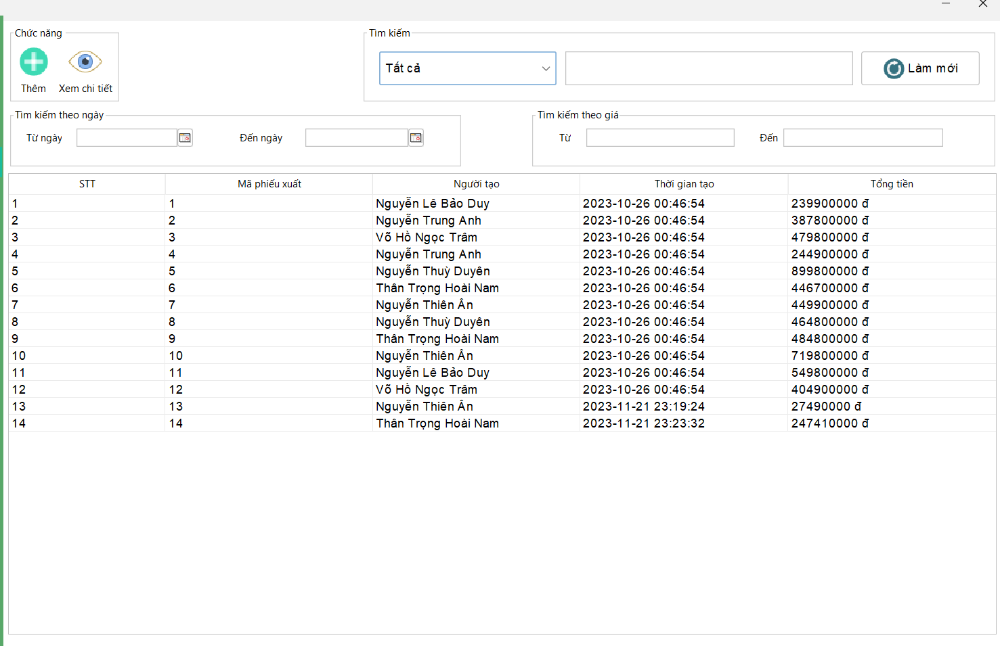 Chức năng
Tìm kiếm
Thêm
Xem chi tiết
Tất cả
Làm mới
Tìm kiếm theo ngày
Từ ngày
Đến ngày
Tìm kiếm theo giá
Từ
Đến
STT Mã phiếu xuất Người tạo Thời gian tạo Tổng tiền
1 1 Nguyễn Lê Bảo Duy 2023-10-26 00:46:54 239900000 đ
2 2 Nguyễn Trung Anh 2023-10-26 00:46:54 387800000 đ
3 3 Võ Hồ Ngọc Trâm 2023-10-26 00:46:54 479800000 đ
4 4 Nguyễn Trung Anh 2023-10-26 00:46:54 244900000 đ
5 5 Nguyễn Thuỳ Duyên 2023-10-26 00:46:54 899800000 đ
6 6 Thân Trọng Hoài Nam 2023-10-26 00:46:54 446700000 đ
7 7 Nguyễn Thiên Ân 2023-10-26 00:46:54 449900000 đ
8 8 Nguyễn Thuỳ Duyên 2023-10-26 00:46:54 464800000 đ
9 9 Thân Trọng Hoài Nam 2023-10-26 00:46:54 484800000 đ
10 10 Nguyễn Thiên Ân 2023-10-26 00:46:54 719800000 đ
11 11 Nguyễn Lê Bảo Duy 2023-10-26 00:46:54 549800000 đ
12 12 Võ Hồ Ngọc Trâm 2023-10-26 00:46:54 404900000 đ
13 13 Nguyễn Thiên Ân 2023-11-21 23:19:24 27490000 đ
14 14 Thân Trọng Hoài Nam 2023-11-21 23:23:32 247410000 đ